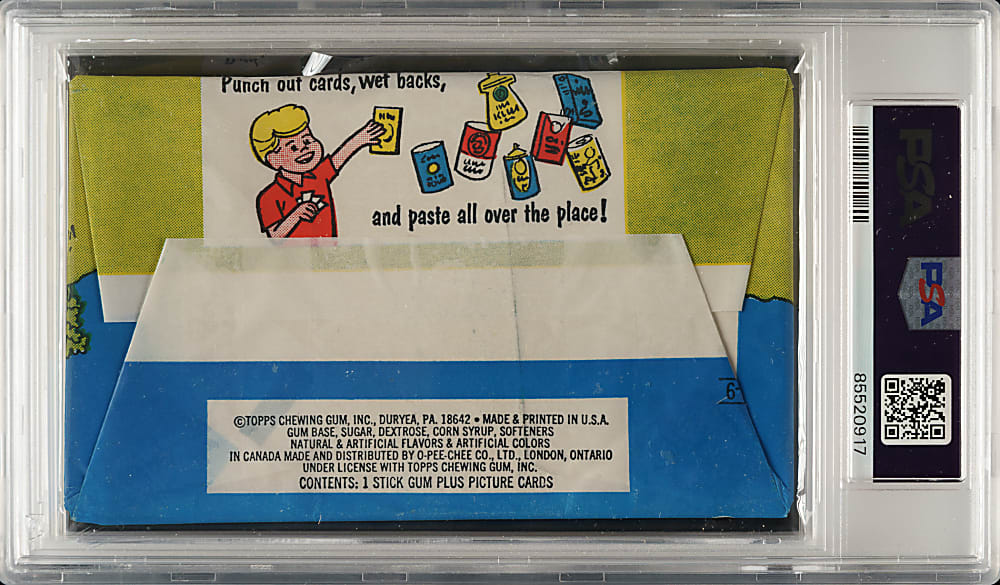 Punch out cards, wet backs,
and paste all over the place!
6
©TOPPS CHEWING GUM, INC., DURYEA, PA. 18642 • MADE & PRINTED IN U.S.A.
GUM BASE, SUGAR, DEXTROSE, CORN SYRUP, SOFTENERS
NATURAL & ARTIFICIAL FLAVORS & ARTIFICIAL COLORS
IN CANADA MADE AND DISTRIBUTED BY O-PEE-CHEE CO., LTD., LONDON, ONTARIO
UNDER LICENSE WITH TOPPS CHEWING GUM, INC.
CONTENTS: 1 STICK GUM PLUS PICTURE CARDS
PSA
PSA
85520917